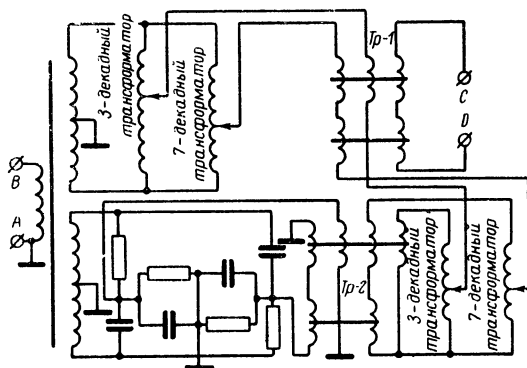 3-декадный
трансформатор
7-декадный
трансформатор
Тр-1
C
D
B
A
Тр-2
3-декадный
трансформатор
7-декадный
трансформатор